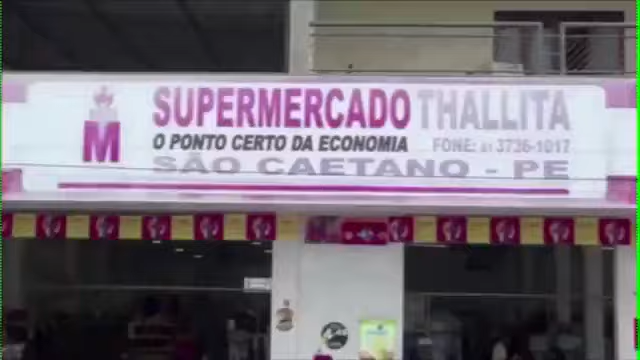 M
SUPERMERCADO THALLITA
O PONTO CERTO DA ECONOMIA FONE: 81 3736-1017
SÃO CAETANO - PE